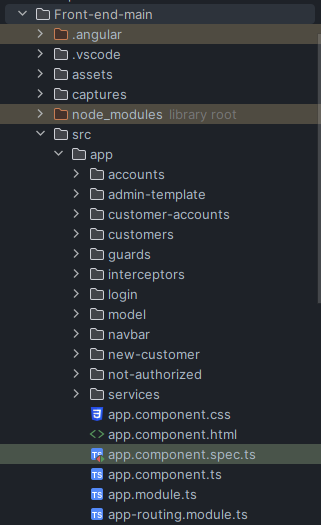 Front-end-main
.angular
.vscode
assets
captures
node_modules library root
src
app
accounts
admin-template
customer-accounts
customers
guards
interceptors
login
model
navbar
new-customer
not-authorized
services
app.component.css
app.component.html
app.component.spec.ts
app.component.ts
app.module.ts
app-routing.module.ts